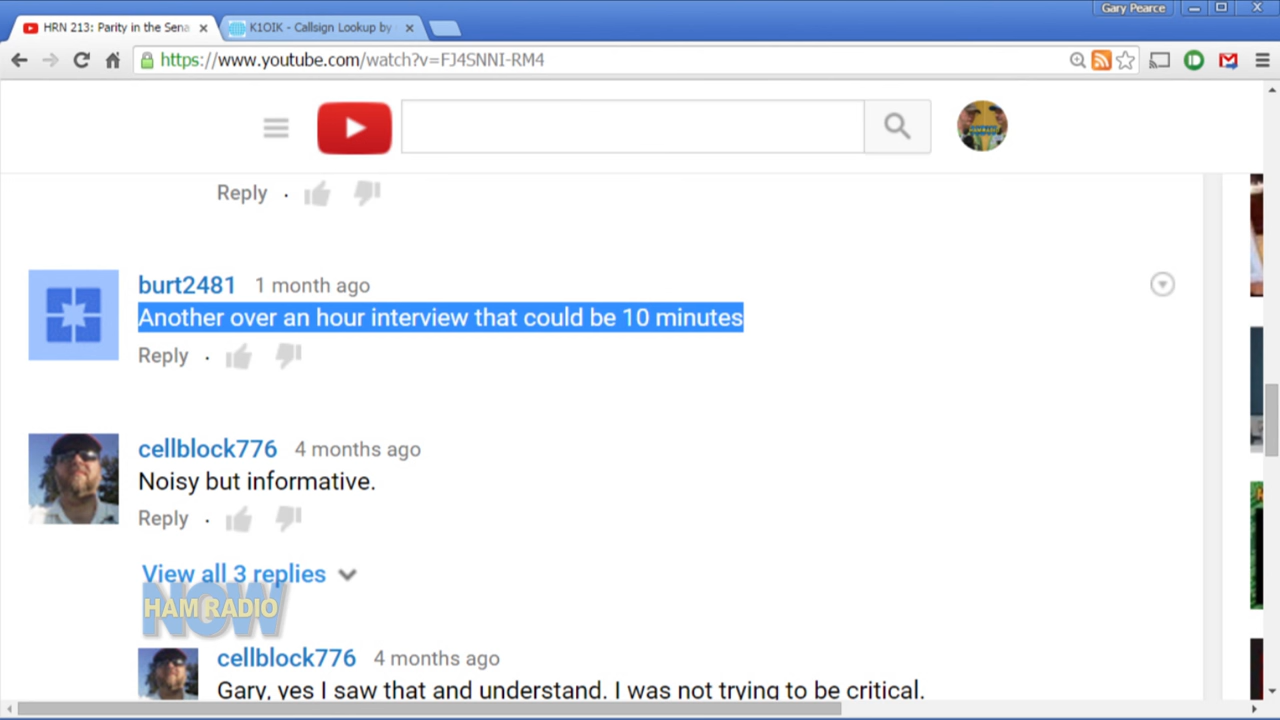 Gary Pearce
HRN 213: Parity in the Sena
K1OIK - Callsign Lookup by
https://www.youtube.com/watch?v=FJ4SNNI-RM4
HAM RADIO
Reply ·
burt2481 1 month ago
Another over an hour interview that could be 10 minutes
Reply ·
cellblock776 4 months ago
Noisy but informative.
Reply ·
View all 3 replies
HAM RADIO
NOW
cellblock776 4 months ago
Gary, yes I saw that and understand. I was not trying to be critical.